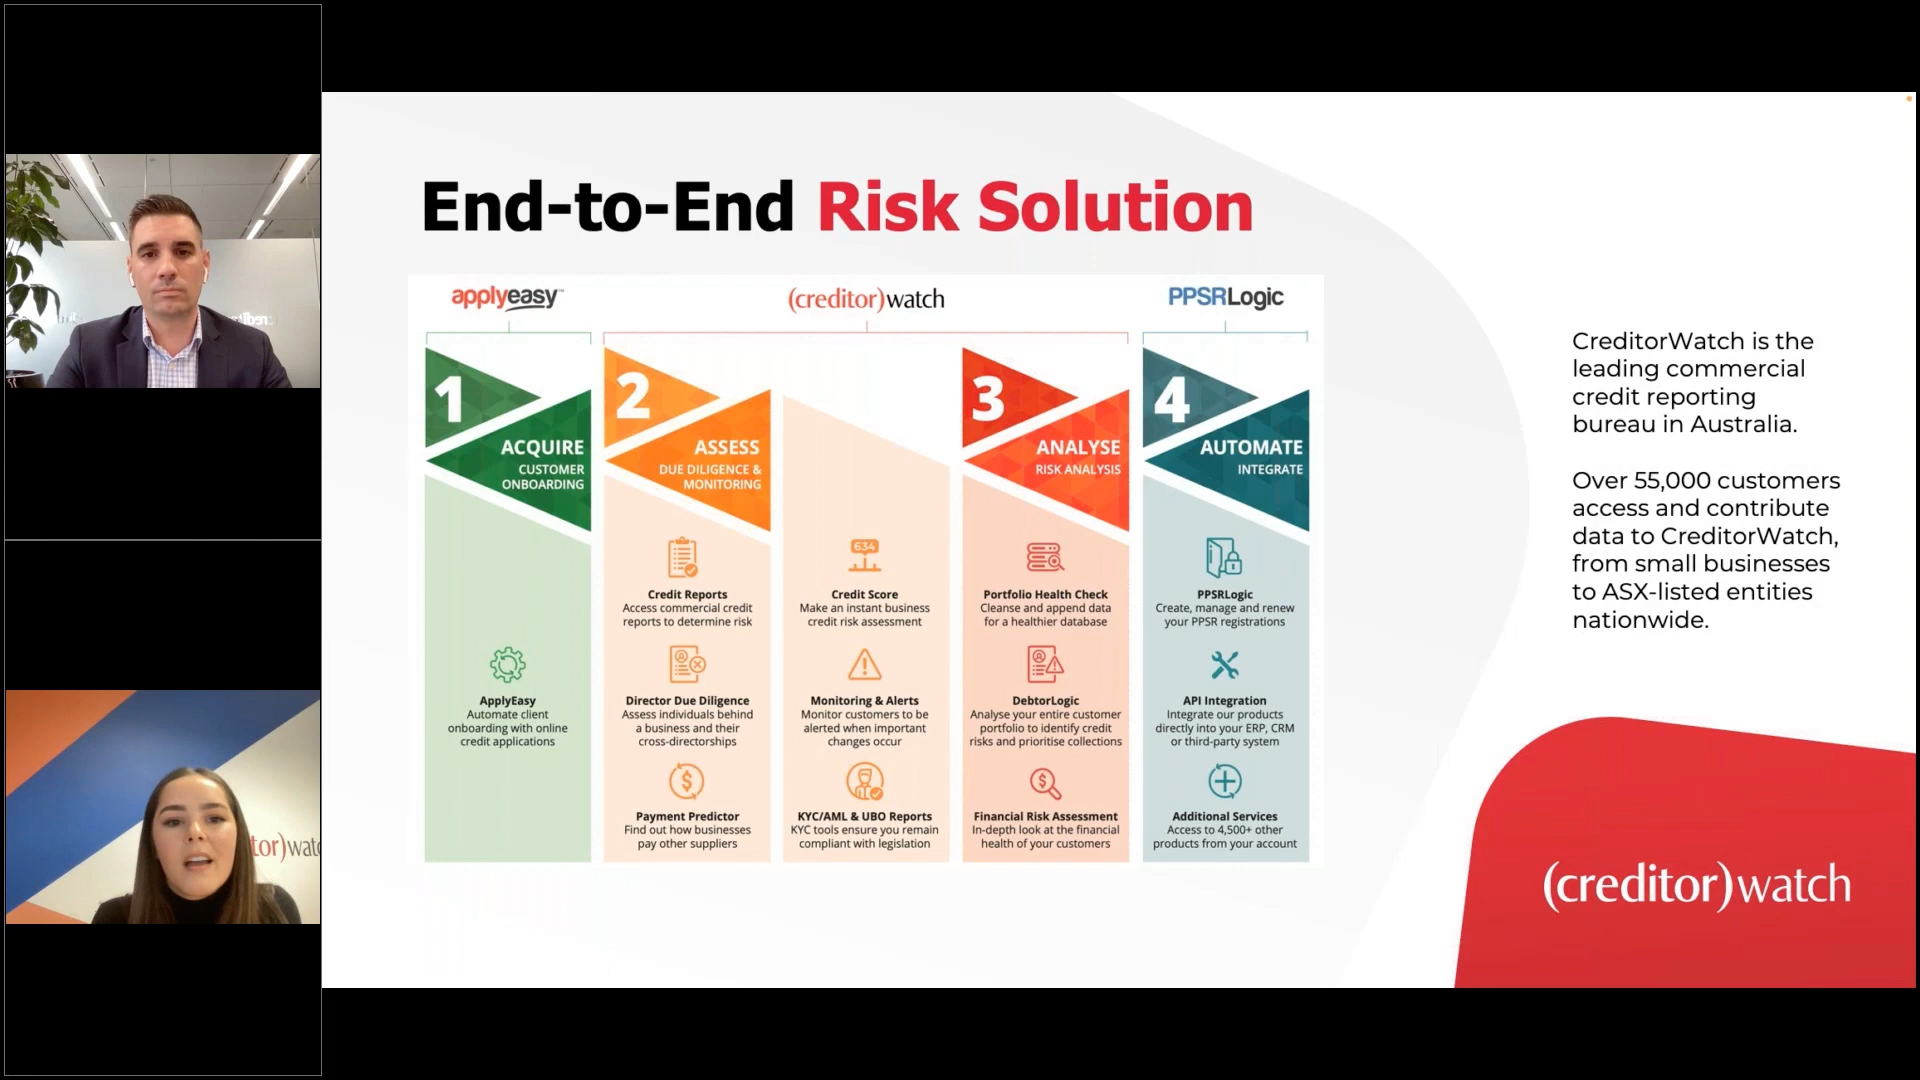 End-to-End Risk Solution
applyeasy™
(creditor)watch
PPSRLogic
1
ACQUIRE
CUSTOMER
ONBOARDING
2
ASSESS
DUE DILIGENCE &
MONITORING
3
ANALYSE
RISK ANALYSIS
4
AUTOMATE
INTEGRATE
ApplyEasy
Automate client
onboarding with online
credit applications
Credit Reports
Access commercial credit
reports to determine risk
Director Due Diligence
Assess individuals behind
a business and their
cross-directorships
Payment Predictor
Find out how businesses
pay other suppliers
634
Credit Score
Make an instant business
credit risk assessment
Monitoring & Alerts
Monitor customers to be
alerted when important
changes occur
KYC/AML & UBO Reports
KYC tools ensure you remain
compliant with legislation
Portfolio Health Check
Cleanse and append data
for a healthier database
DebtorLogic
Analyse your entire customer
portfolio to identify credit
risks and prioritise collections
Financial Risk Assessment
In-depth look at the financial
health of your customers
PPSRLogic
Create, manage and renew
your PPSR registrations
API Integration
Integrate our products
directly into your ERP, CRM
or third-party system
Additional Services
Access to 4,500+ other
products from your account
CreditorWatch is the
leading commercial
credit reporting
bureau in Australia.
Over 55,000 customers
access and contribute
data to CreditorWatch,
from small businesses
to ASX-listed entities
nationwide.
(creditor)watch
tor)watc